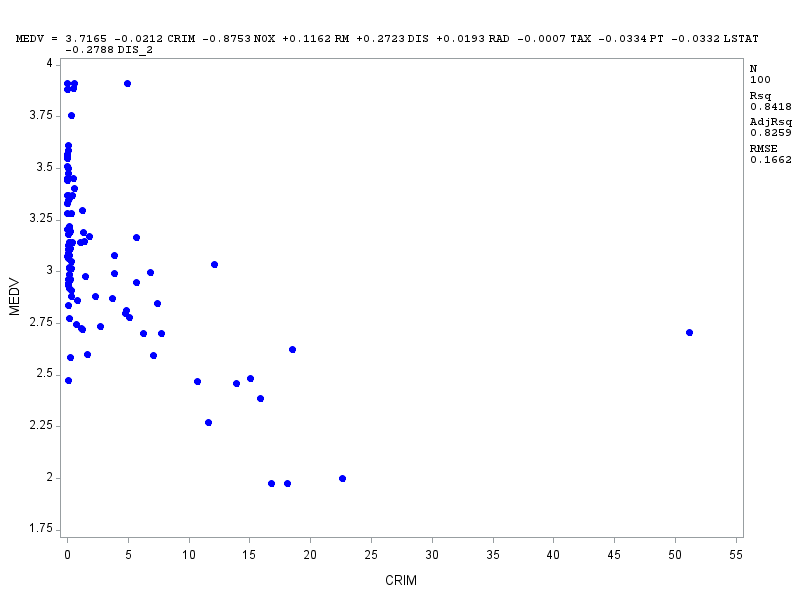 MEDV = 3.7165 -0.0212 CRIM -0.8753 NOX +0.1162 RM +0.2723 DIS +0.0193 RAD -0.0007 TAX -0.0334 PT -0.0332 LSTAT
-0.2788 DIS_2
N
100
Rsq
0.8418
AdjRsq
0.8259
RMSE
0.1662
4
3.75
3.5
3.25
3
2.75
2.5
2.25
2
1.75
MEDV
0 5 10 15 20 25 30 35 40 45 50 55
CRIM